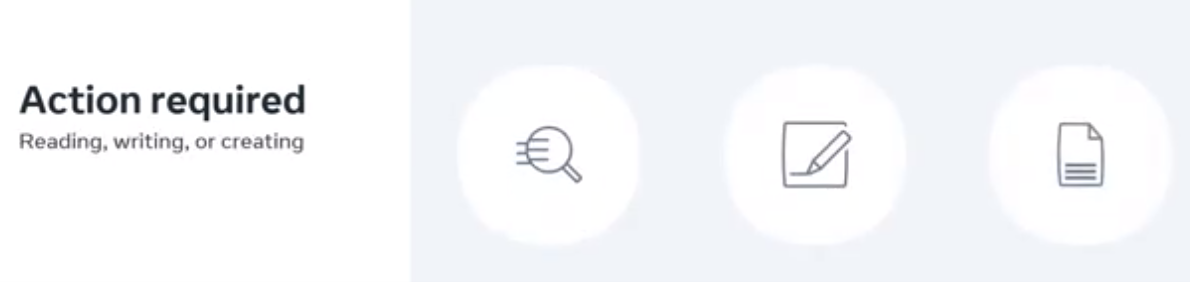 Action required
Reading, writing, or creating